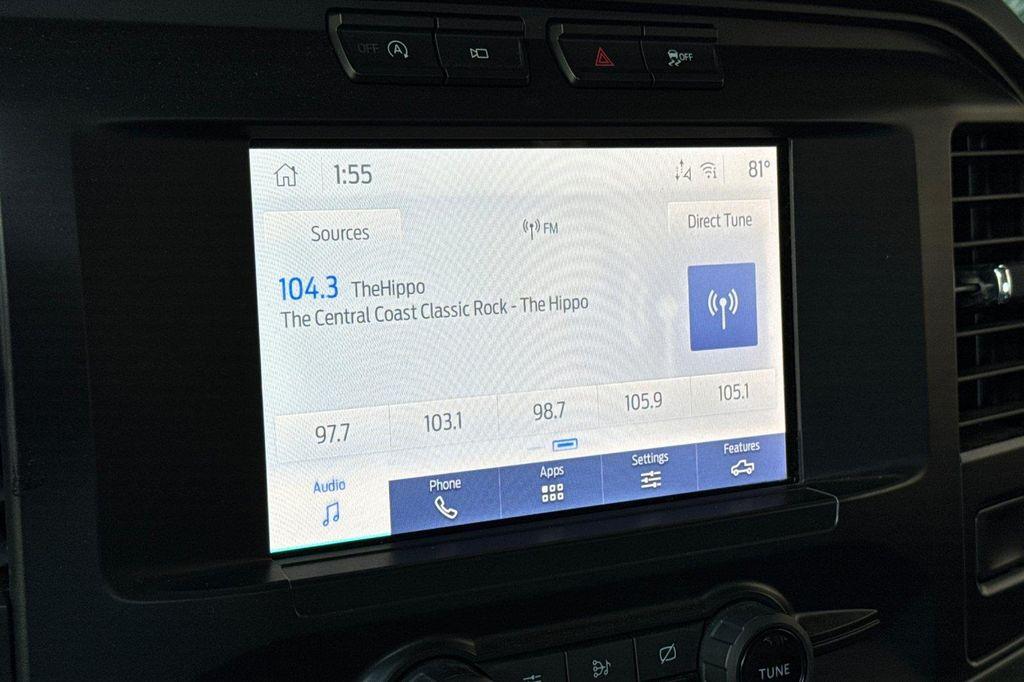 OFF A
OFF
1:55 81°
Sources FM Direct Tune
104.3 TheHippo
The Central Coast Classic Rock - The Hippo
97.7 103.1 98.7 105.9 105.1
Audio Phone Apps Settings Features
TUNE